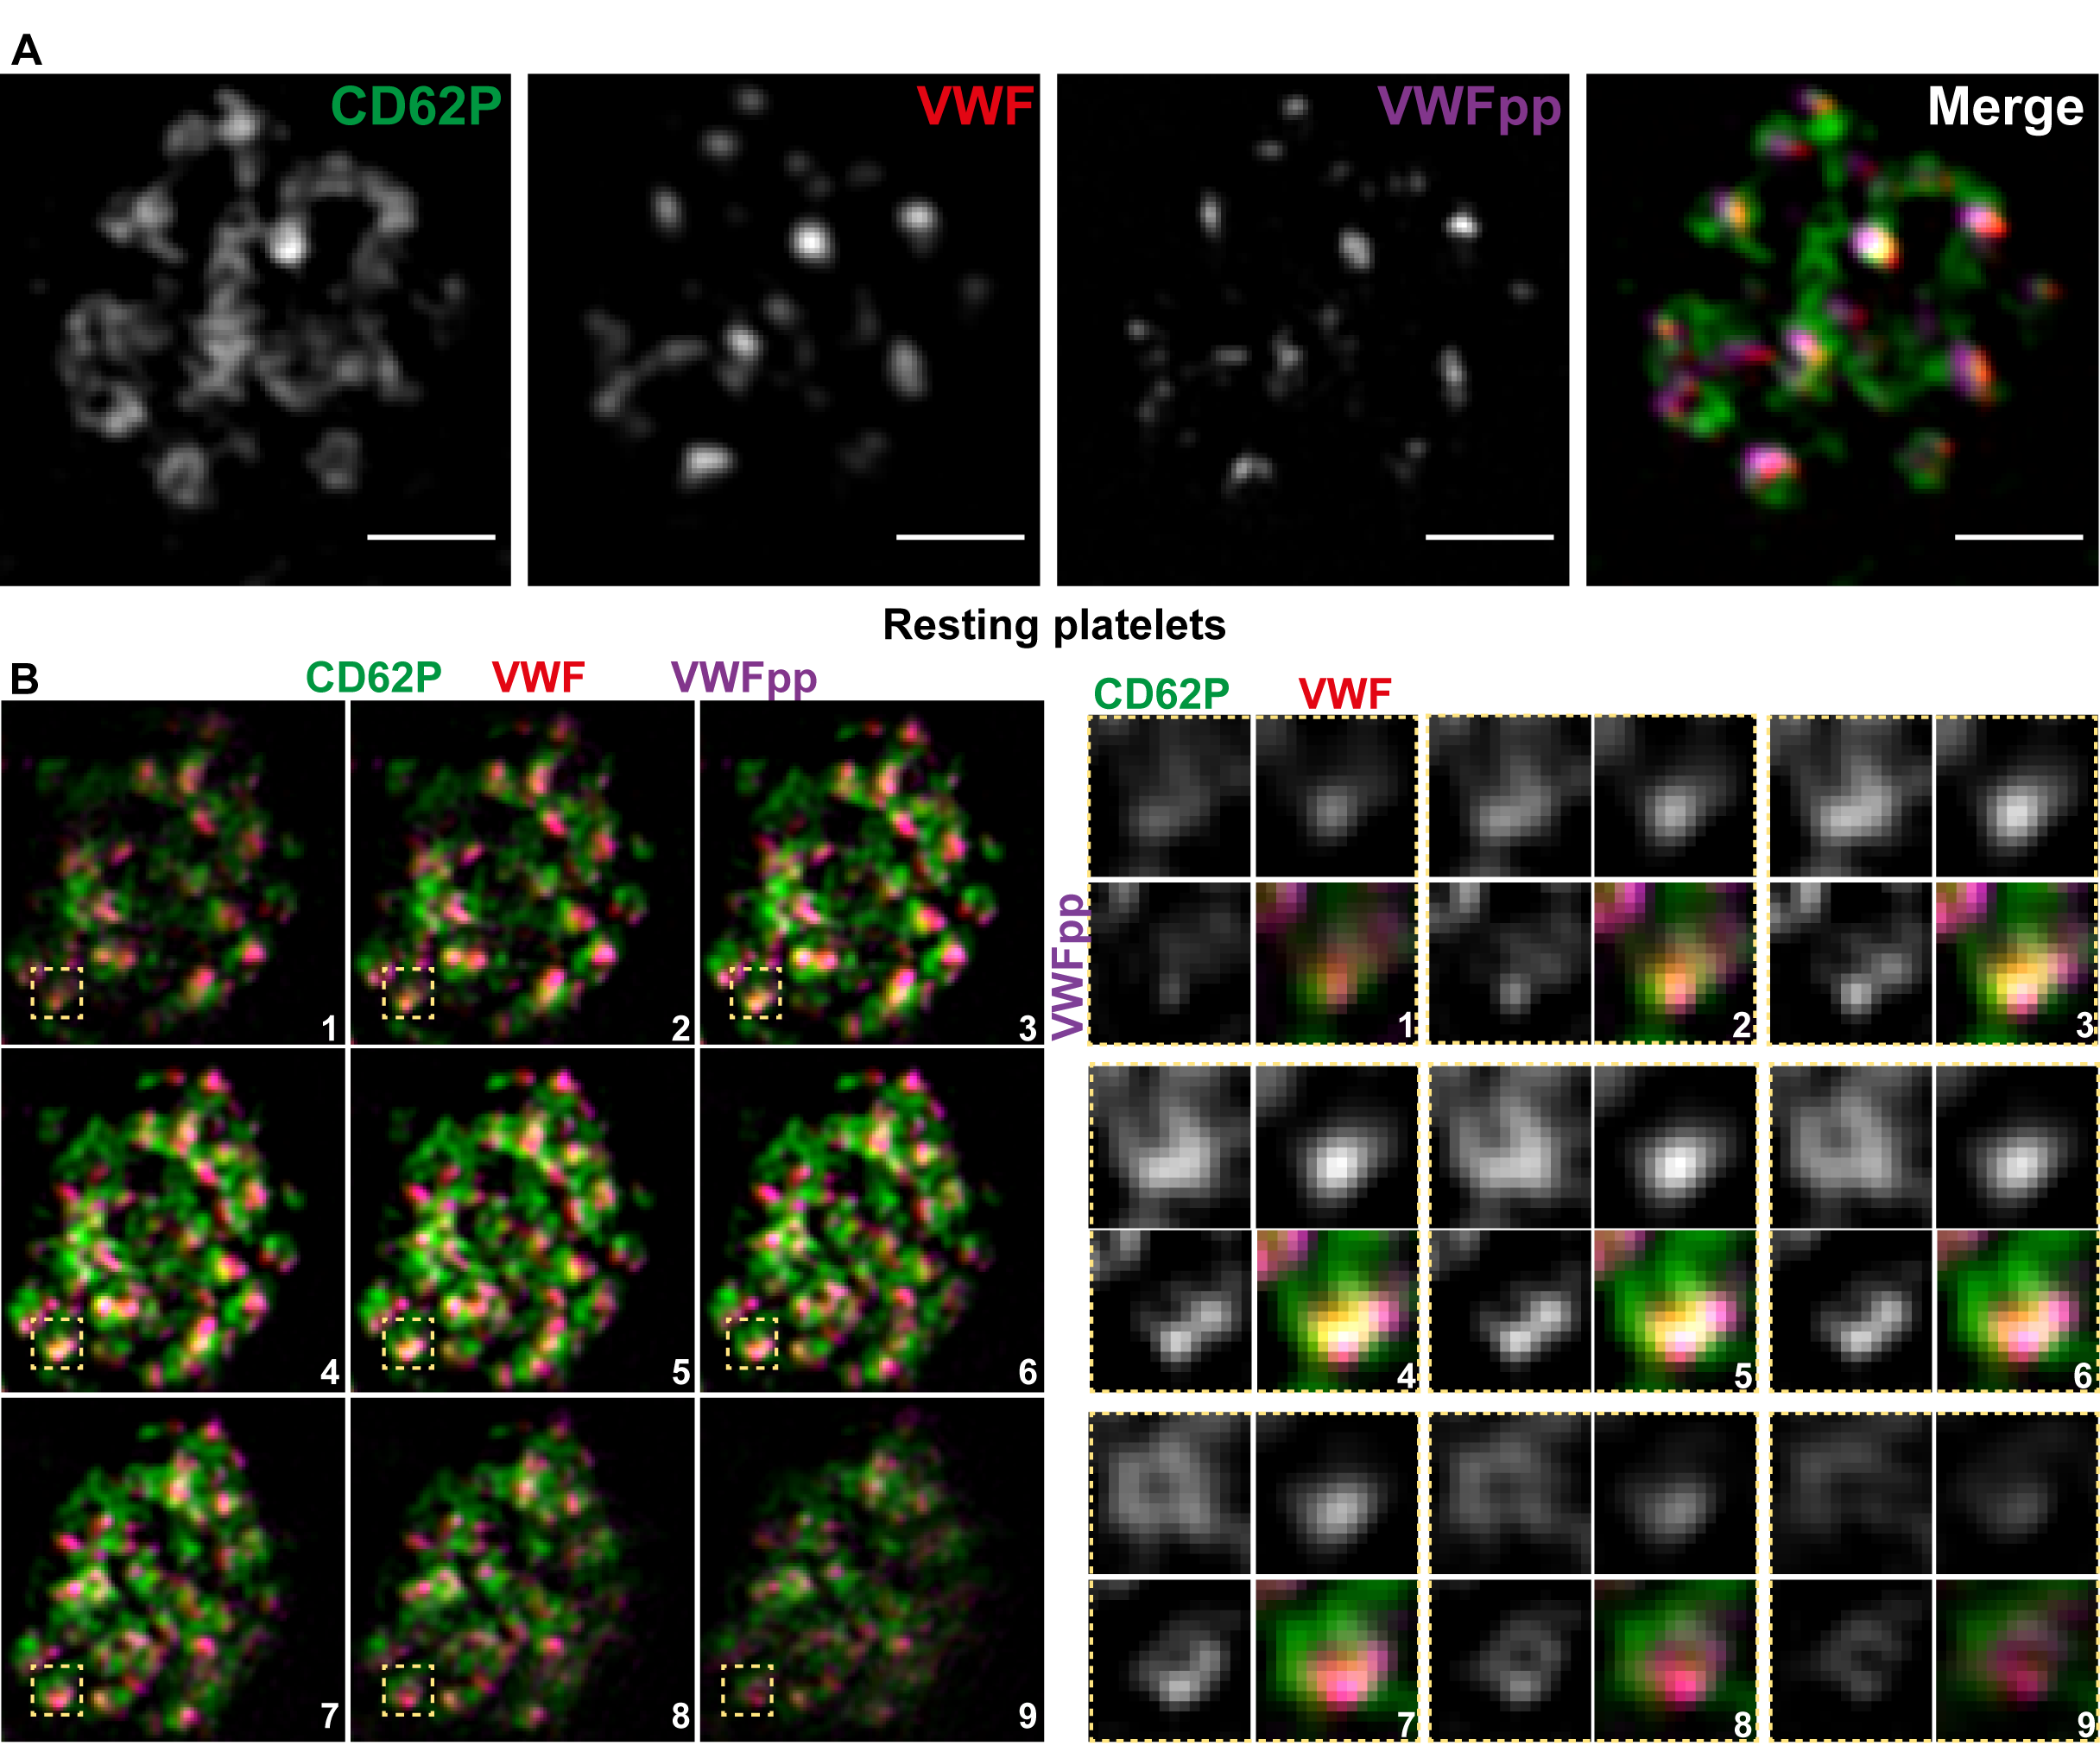 A
CD62P
VWF
VWFpp
Merge
Resting platelets
B
CD62P VWF VWFpp
CD62P VWF
VWFpp
1 2 3
4 5 6
7 8 9
1 2 3
4 5 6
7 8 9